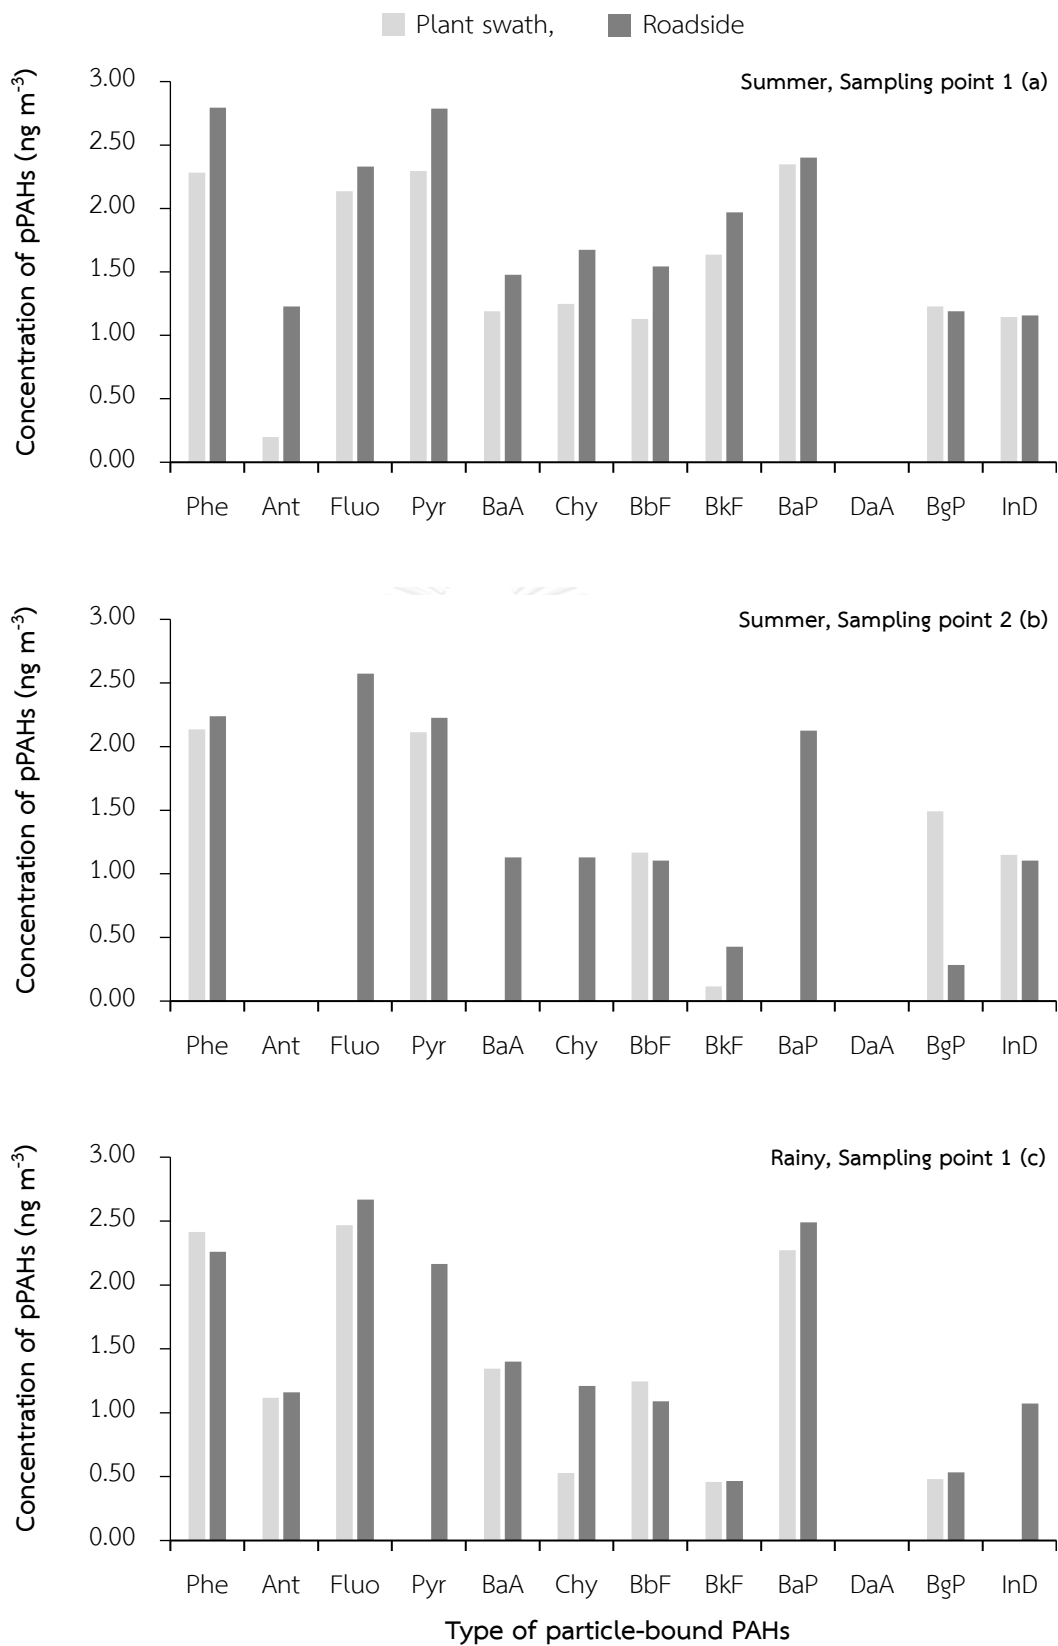 Plant swath, Roadside
Concentration of pPAHs (ng m-3)
Summer, Sampling point 1 (a)
3.00
2.50
2.00
1.50
1.00
0.50
0.00
Phe Ant Fluo Pyr BaA Chy BbF BkF BaP DaA BgP InD
Concentration of pPAHs (ng m-3)
Summer, Sampling point 2 (b)
3.00
2.50
2.00
1.50
1.00
0.50
0.00
Phe Ant Fluo Pyr BaA Chy BbF BkF BaP DaA BgP InD
Concentration of pPAHs (ng m-3)
Rainy, Sampling point 1 (c)
3.00
2.50
2.00
1.50
1.00
0.50
0.00
Phe Ant Fluo Pyr BaA Chy BbF BkF BaP DaA BgP InD
Type of particle-bound PAHs